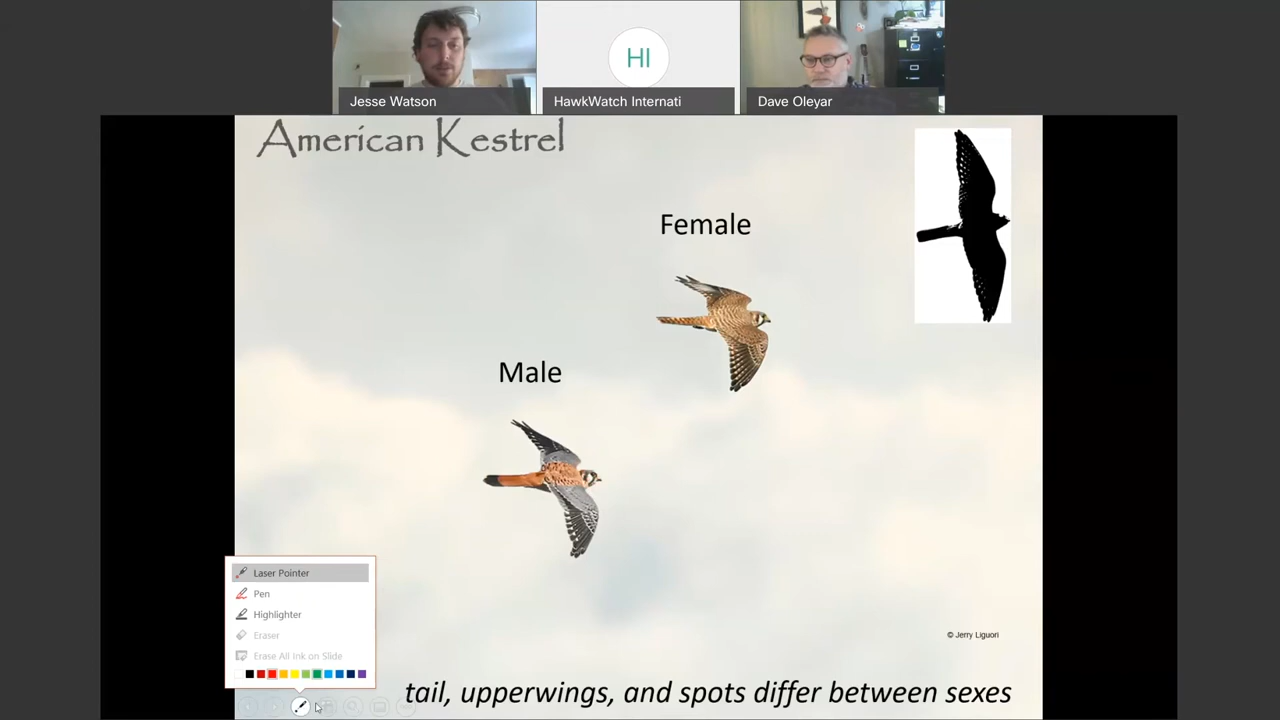 HI
Jesse Watson
HawkWatch Internati
Dave Oleyar
American Kestrel
Female
Male
Laser Pointer
Pen
Highlighter
Eraser
Erase All Ink on Slide
© Jerry Liguori
tail, upperwings, and spots differ between sexes